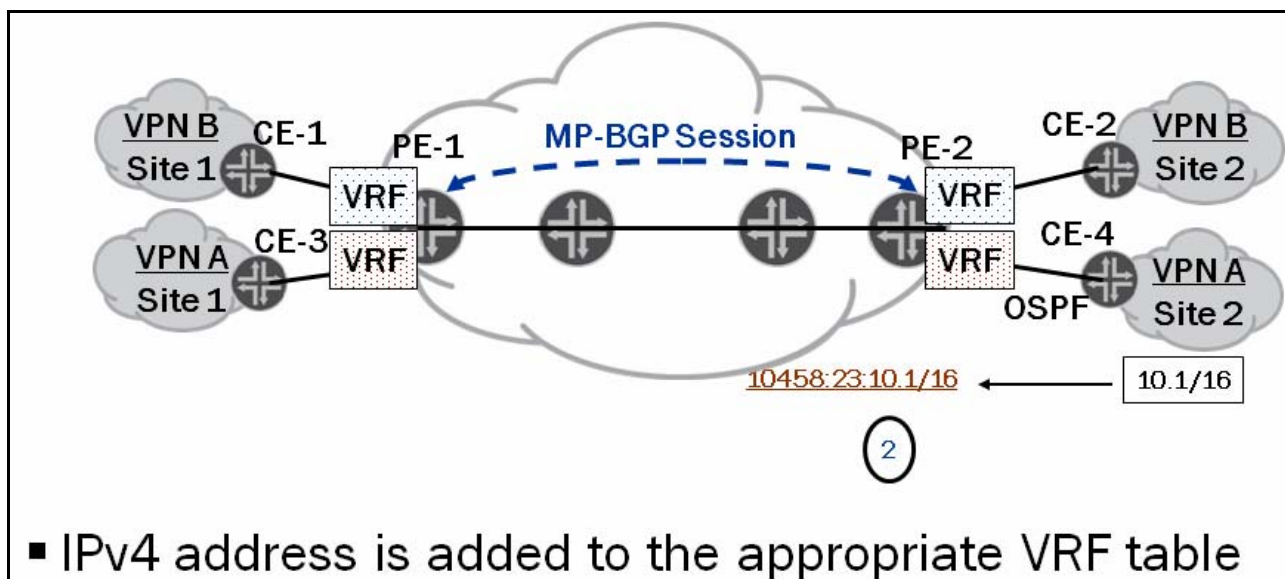 VPN B
Site 1
CE-1
PE-1
MP-BGP Session
PE-2
CE-2
VPN B
Site 2
VRF
VRF
VPN A
Site 1
CE-3
VRF
VRF
CE-4
OSPF
VPN A
Site 2
10458:23:10.1/16
10.1/16
2
▪ IPv4 address is added to the appropriate VRF table